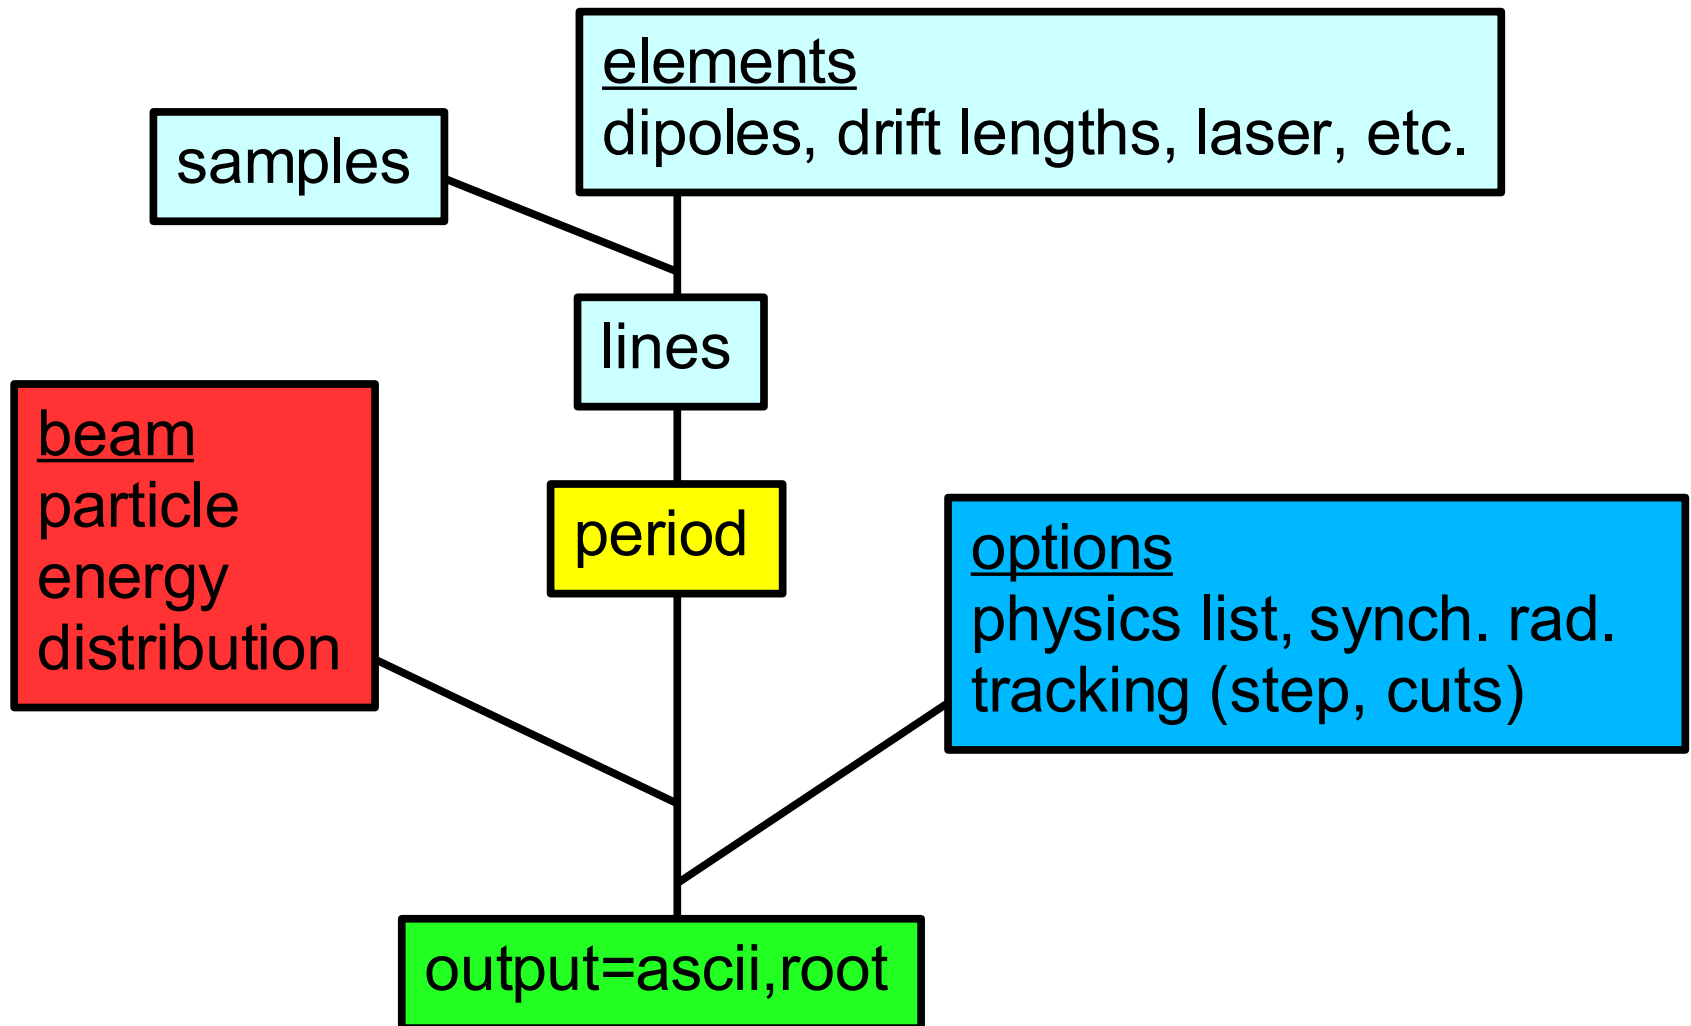 elements
dipoles, drift lengths, laser, etc.
samples
lines
beam
particle
energy
distribution
period
options
physics list, synch. rad.
tracking (step, cuts)
output=ascii,root